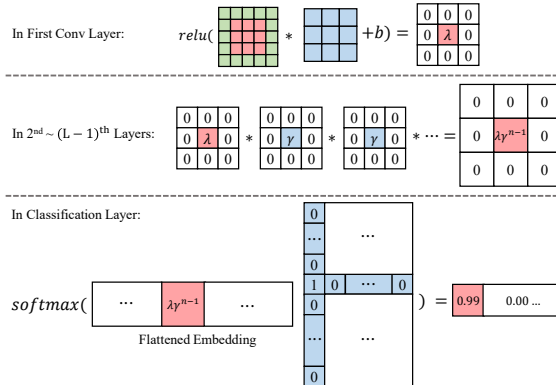 In First Conv Layer:
relu( * +b) =
0 0 0
0 λ 0
0 0 0
In 2nd ~ (L − 1)th Layers:
0 0 0 0 0 0 0 0 0 0 0 0
0 λ 0 * 0 γ 0 * 0 γ 0 * ⋯ = 0 λγⁿ⁻¹ 0
0 0 0 0 0 0 0 0 0 0 0 0
In Classification Layer:
0
... ...
0
softmax( ... λγⁿ⁻¹ ... 1 0 ... 0 ) = 0.99 0.00 ...
0
... ...
0
Flattened Embedding